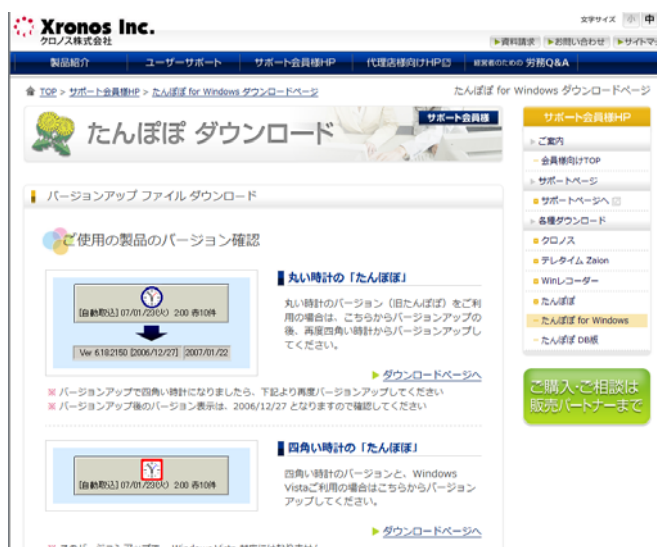 文字サイズ 小 中
Xronos Inc.
クロノス株式会社
資料請求 お問い合わせ サイトマ
製品紹介 ユーザーサポート サポート会員様HP 代理店様向けHP 経営者のための 労務Q&A
TOP > サポート会員様HP > たんぽぽ for Windows ダウンロードページ
たんぽぽ for Windows ダウンロードページ
サポート会員様
たんぽぽ ダウンロード
バージョンアップ ファイル ダウンロード
ご使用の製品のバージョン確認
丸い時計の「たんぽぽ」
[自動取込] 07/01/23(火) 2:00 赤10件
Ver 6.18.2150 [2006/12/27] 2007/01/22
丸い時計のバージョン（旧たんぽぽ）をご利
用の場合は、こちらからバージョンアップの
後、再度四角い時計からバージョンアップし
てください。
ダウンロードページへ
※ バージョンアップで四角い時計になりましたら、下記より再度バージョンアップしてください
※ バージョンアップ後のバージョン表示は、2006/12/27 となりますので確認してください
四角い時計の「たんぽぽ」
[自動取込] 07/01/23(火) 2:00 赤10件
四角い時計のバージョンと、Windows
Vistaご利用の場合はこちらからバージョン
アップしてください。
ダウンロードページへ
サポート会員様HP
ご案内
会員様向けTOP
サポートページ
サポートページへ
各種ダウンロード
クロノス
テレタイム Zaion
Winレコーダー
たんぽぽ
たんぽぽ for Windows
たんぽぽ DB版
ご購入・ご相談は
販売パートナーまで